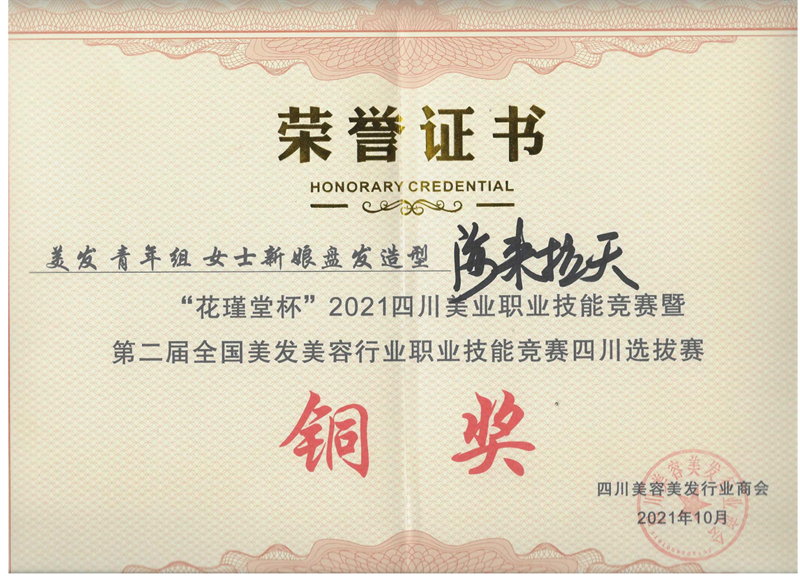 荣誉证书
HONORARY CREDENTIAL
美发 青年组 女士新娘盘发造型
“花瑾堂杯”2021四川美业职业技能竞赛暨
第二届全国美发美容行业职业技能竞赛四川选拔赛
铜 奖
四川美容美发行业商会
2021年10月